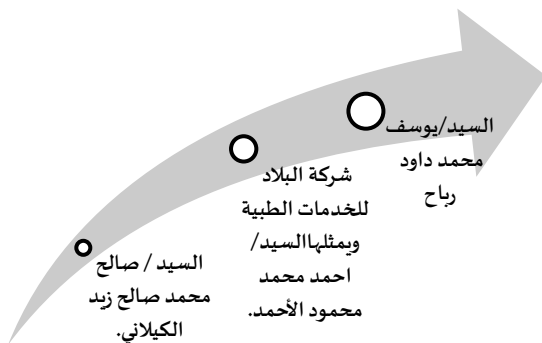 السيد/يوسف
محمد داود
رباح
شركة البلاد
للخدمات الطبية
ويمثلهاالسيد/
احمد محمد
محمود الأحمد.
السيد / صالح
محمد صالح زيد
الكيلاني.